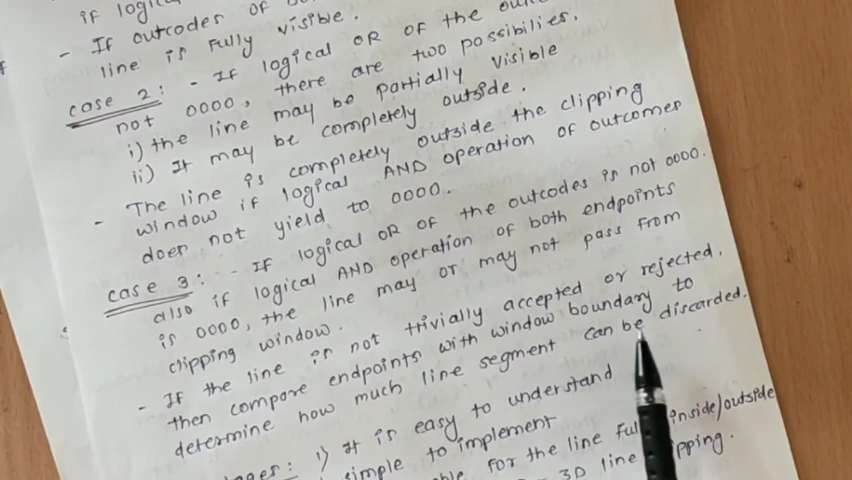 if logical
- If outcodes of
line is fully visible.
case 2: - If logical OR of the
not 0000, there are two possibilies.
i) the line may be partially visible
ii) It may be completely outside.
- The line is completely outside the clipping
window if logical AND operation of outcomes
does not yield to 0000.
case 3: - If logical OR of the outcodes is not 0000.
also if logical AND operation of both endpoints
is 0000, the line may or may not pass from
clipping window.
- If the line is not trivially accepted or rejected,
then compare endpoints with window boundary to
determine how much line segment can be discarded.
i) It is easy to understand
simple to implement
for the line inside/outside
3D line